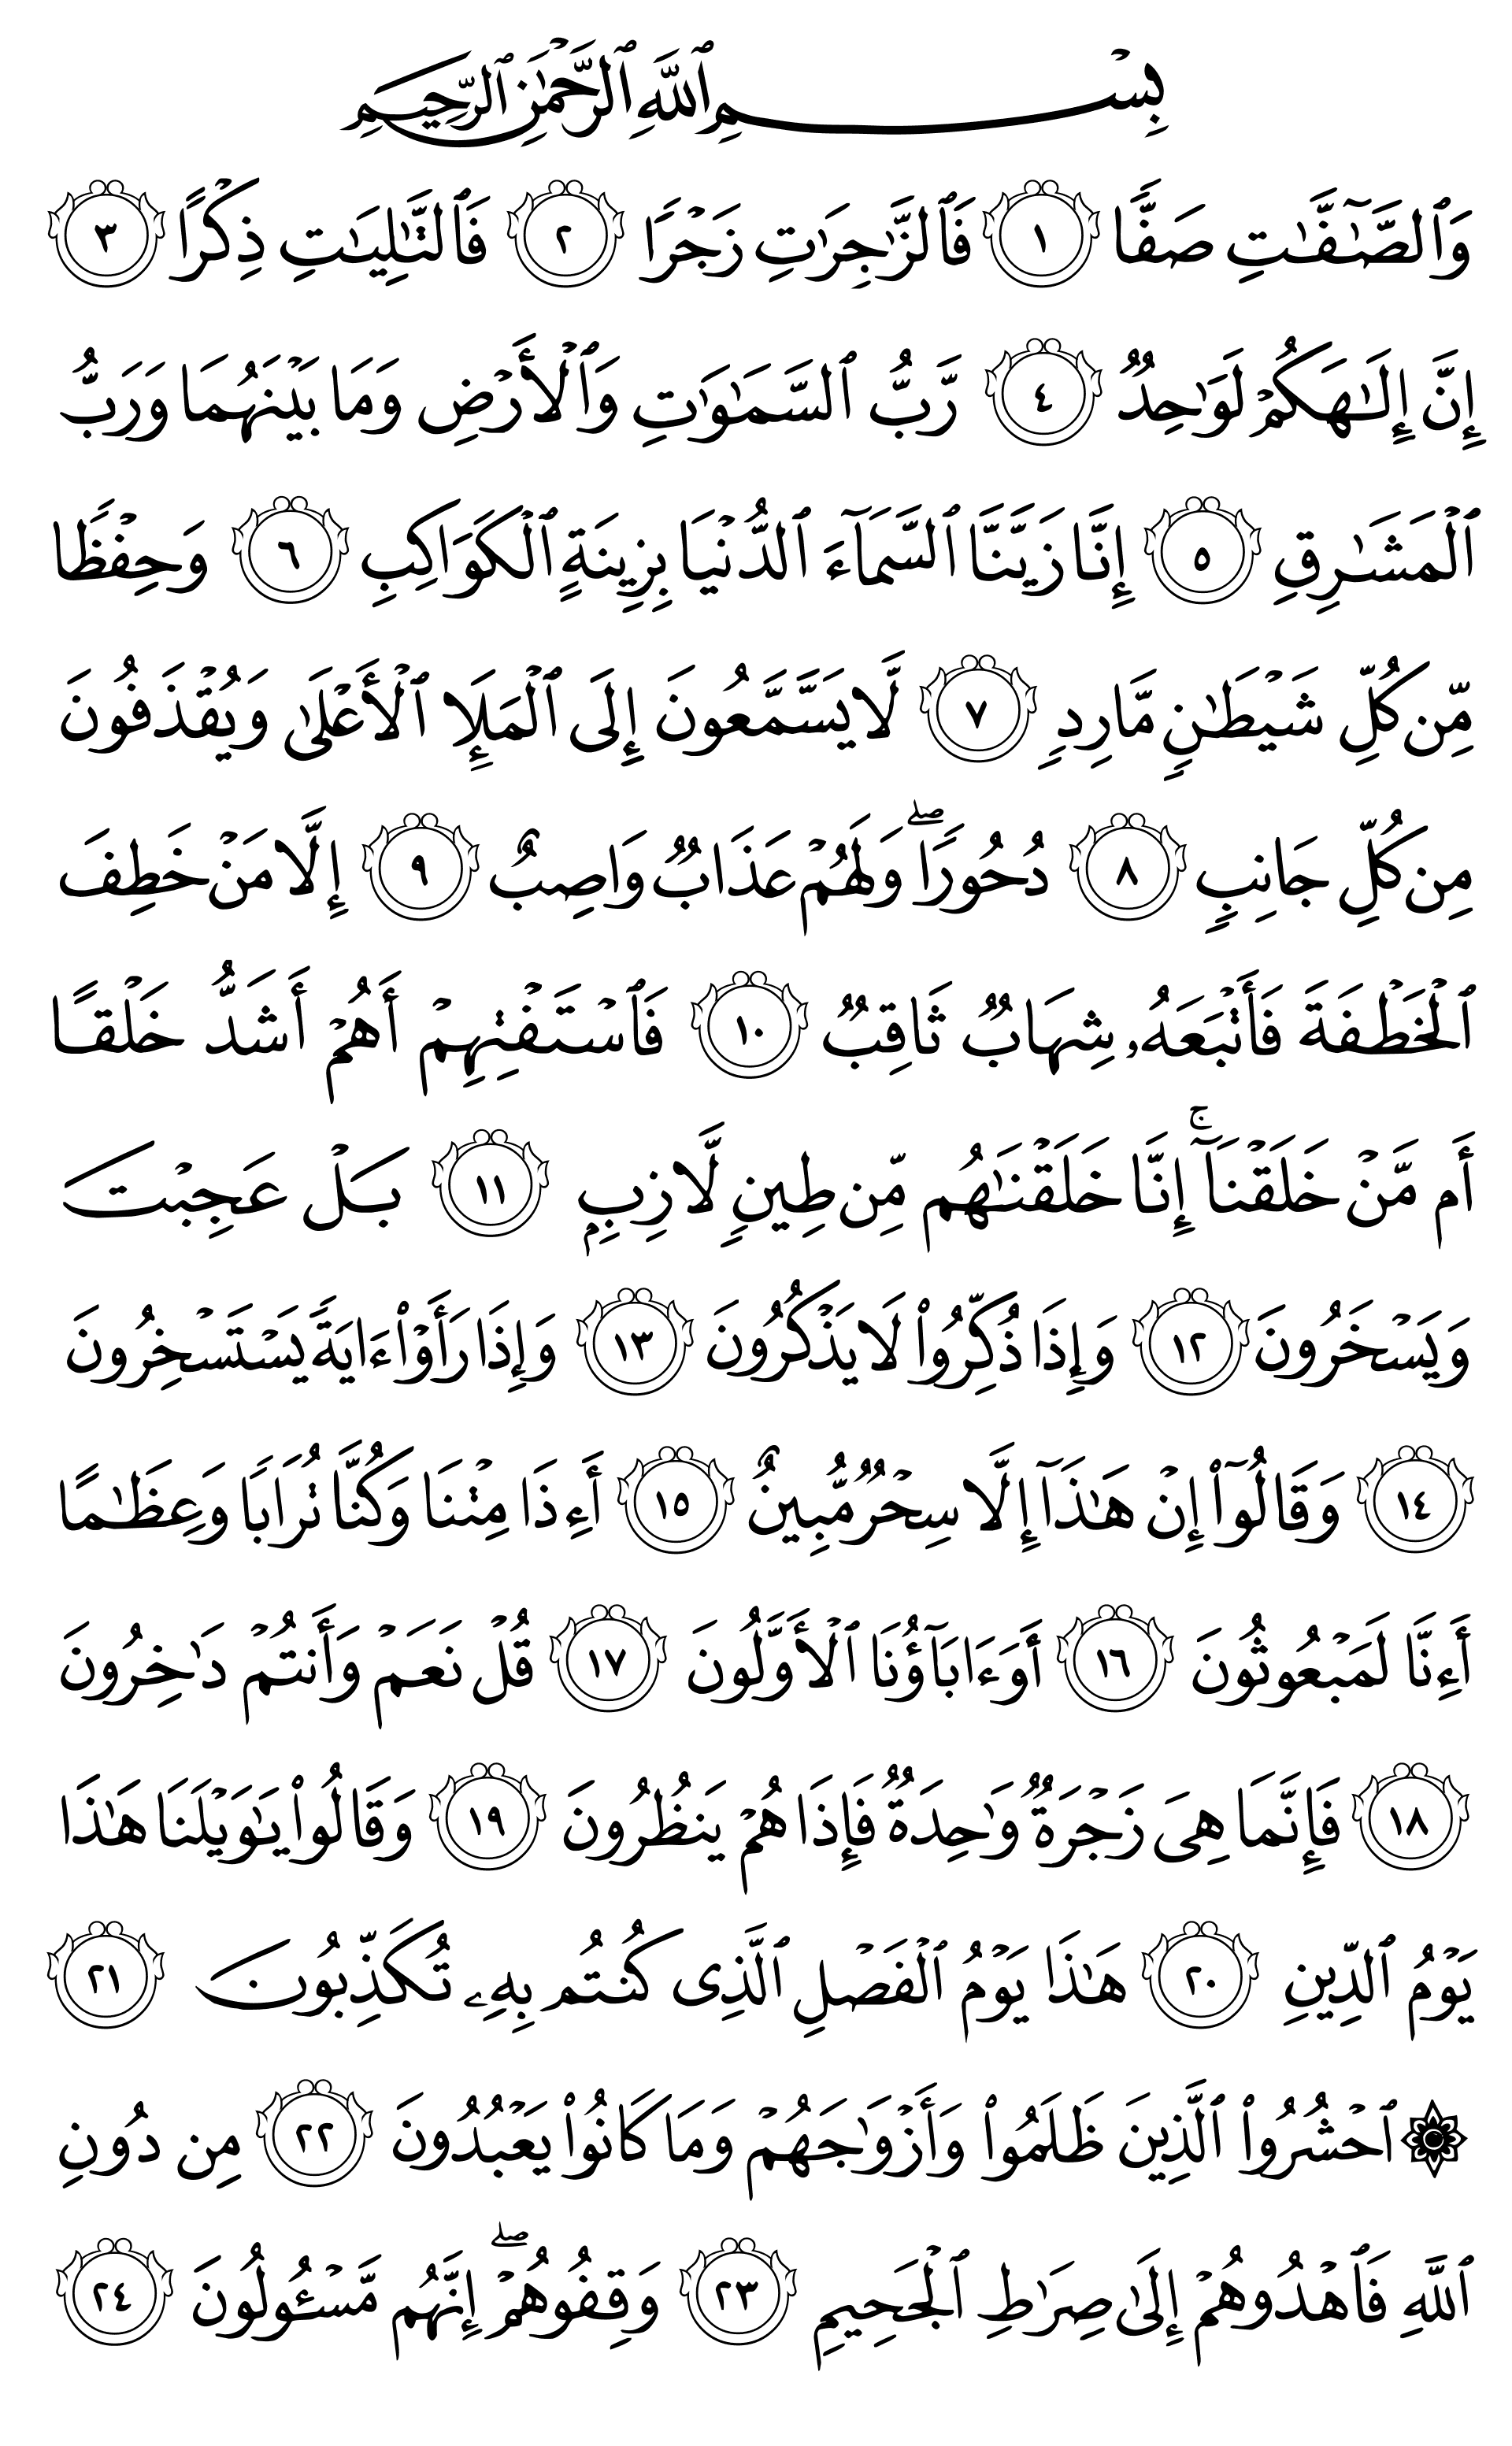 بِسْمِ ٱللَّهِ ٱلرَّحْمَٰنِ ٱلرَّحِيمِ
وَٱلصَّٰٓفَّٰتِ صَفًّا ١ فَٱلزَّٰجِرَٰتِ زَجْرًا ٢ فَٱلتَّٰلِيَٰتِ ذِكْرًا ٣
إِنَّ إِلَٰهَكُمْ لَوَٰحِدٌ ٤ رَّبُّ ٱلسَّمَٰوَٰتِ وَٱلْأَرْضِ وَمَا بَيْنَهُمَا وَرَبُّ
ٱلْمَشَٰرِقِ ٥ إِنَّا زَيَّنَّا ٱلسَّمَآءَ ٱلدُّنْيَا بِزِينَةٍ ٱلْكَوَاكِبِ ٦ وَحِفْظًا
مِّن كُلِّ شَيْطَٰنٍ مَّارِدٍ ٧ لَّا يَسَّمَّعُونَ إِلَى ٱلْمَلَإِ ٱلْأَعْلَىٰ وَيُقْذَفُونَ
مِن كُلِّ جَانِبٍ ٨ دُحُورًا ۖ وَلَهُمْ عَذَابٌ وَاصِبٌ ٩ إِلَّا مَنْ خَطِفَ
ٱلْخَطْفَةَ فَأَتْبَعَهُۥ شِهَابٌ ثَاقِبٌ ١٠ فَٱسْتَفْتِهِمْ أَهُمْ أَشَدُّ خَلْقًا
أَم مَّنْ خَلَقْنَآ ۚ إِنَّا خَلَقْنَٰهُم مِّن طِينٍ لَّازِبٍۭ ١١ بَلْ عَجِبْتَ
وَيَسْخَرُونَ ١٢ وَإِذَا ذُكِّرُوا۟ لَا يَذْكُرُونَ ١٣ وَإِذَا رَأَوْا۟ ءَايَةً يَسْتَسْخِرُونَ
١٤ وَقَالُوٓا۟ إِنْ هَٰذَآ إِلَّا سِحْرٌ مُّبِينٌ ١٥ أَءِذَا مِتْنَا وَكُنَّا تُرَابًا وَعِظَٰمًا
أَءِنَّا لَمَبْعُوثُونَ ١٦ أَوَءَابَآؤُنَا ٱلْأَوَّلُونَ ١٧ قُلْ نَعَمْ وَأَنتُمْ دَٰخِرُونَ
١٨ فَإِنَّمَا هِىَ زَجْرَةٌ وَٰحِدَةٌ فَإِذَا هُمْ يَنظُرُونَ ١٩ وَقَالُوا۟ يَٰوَيْلَنَا هَٰذَا
يَوْمُ ٱلدِّينِ ٢٠ هَٰذَا يَوْمُ ٱلْفَصْلِ ٱلَّذِى كُنتُم بِهِۦ تُكَذِّبُونَ ٢١
۞ ٱحْشُرُوا۟ ٱلَّذِينَ ظَلَمُوا۟ وَأَزْوَٰجَهُمْ وَمَا كَانُوا۟ يَعْبُدُونَ ٢٢ مِن دُونِ
ٱللَّهِ فَٱهْدُوهُمْ إِلَىٰ صِرَٰطِ ٱلْجَحِيمِ ٢٣ وَقِفُوهُمْ ۖ إِنَّهُم مَّسْـُٔولُونَ ٢٤